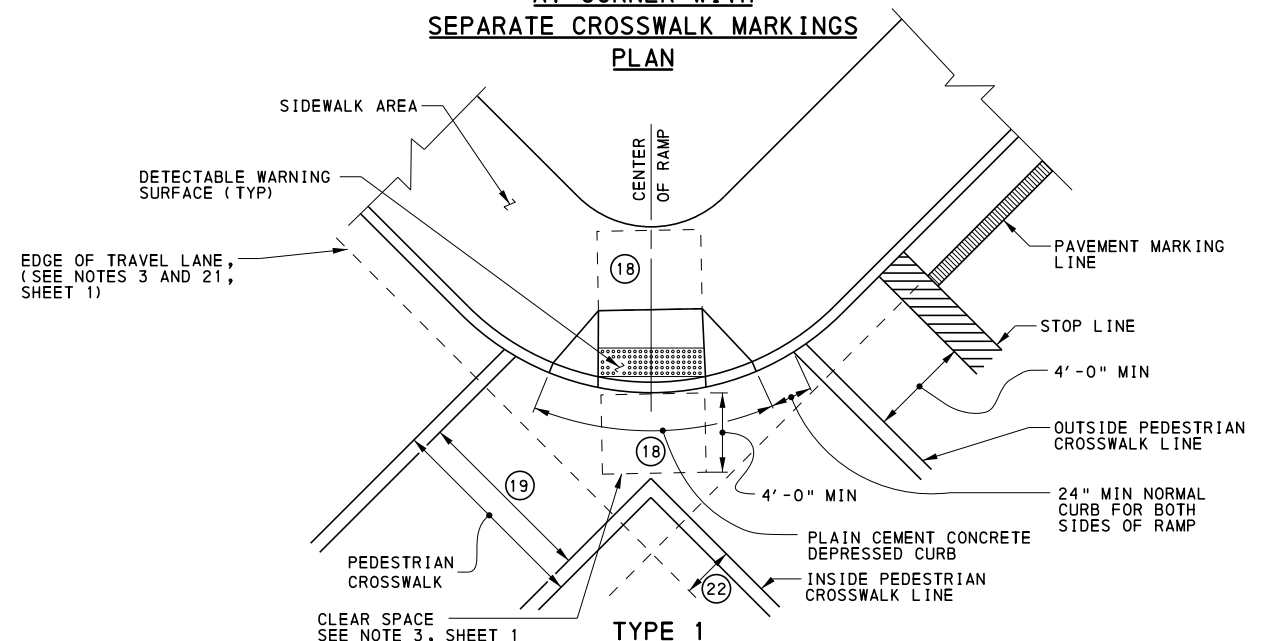 AT CORNER WITH
SEPARATE CROSSWALK MARKINGS
PLAN
SIDEWALK AREA
CENTER
OF RAMP
DETECTABLE WARNING
SURFACE (TYP)
EDGE OF TRAVEL LANE,
(SEE NOTES 3 AND 21,
SHEET 1)
PAVEMENT MARKING
LINE
18
STOP LINE
4'-0" MIN
OUTSIDE PEDESTRIAN
CROSSWALK LINE
18
19
4'-0" MIN
24" MIN NORMAL
CURB FOR BOTH
SIDES OF RAMP
PLAIN CEMENT CONCRETE
DEPRESSED CURB
PEDESTRIAN
CROSSWALK
22
INSIDE PEDESTRIAN
CROSSWALK LINE
CLEAR SPACE
SEE NOTE 3, SHEET 1
TYPE 1